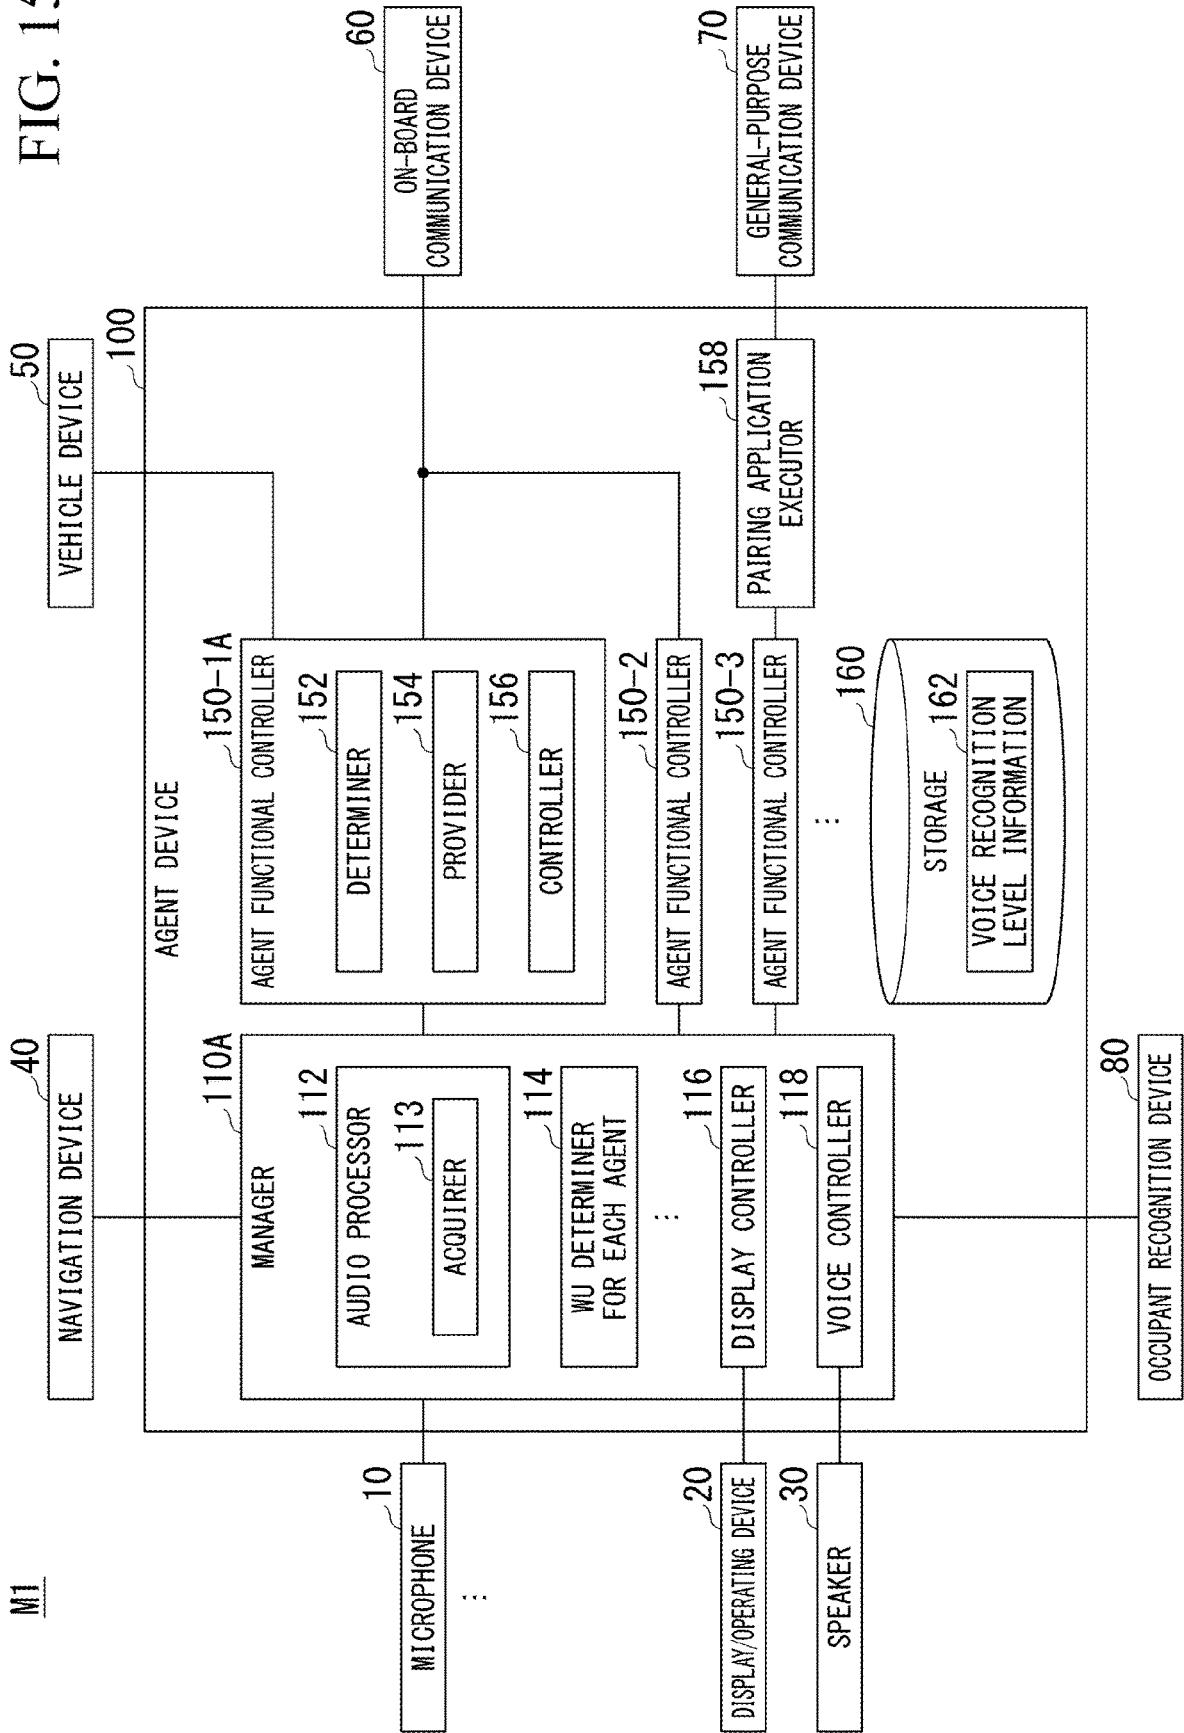 FIG. 15
M1
NAVIGATION DEVICE
40
VEHICLE DEVICE
50
AGENT DEVICE
100
MICROPHONE
10
⋮
DISPLAY/OPERATING DEVICE
20
SPEAKER
30
MANAGER
110A
AUDIO PROCESSOR
112
ACQUIRER
113
WU DETERMINER
FOR EACH AGENT
114
⋮
DISPLAY CONTROLLER
116
VOICE CONTROLLER
118
AGENT FUNCTIONAL CONTROLLER
150-1A
DETERMINER
152
PROVIDER
154
CONTROLLER
156
AGENT FUNCTIONAL CONTROLLER
150-2
AGENT FUNCTIONAL CONTROLLER
150-3
⋮
PAIRING APPLICATION
EXECUTOR
158
STORAGE
160
VOICE RECOGNITION
LEVEL INFORMATION
162
ON-BOARD
COMMUNICATION DEVICE
60
GENERAL-PURPOSE
COMMUNICATION DEVICE
70
OCCUPANT RECOGNITION DEVICE
80